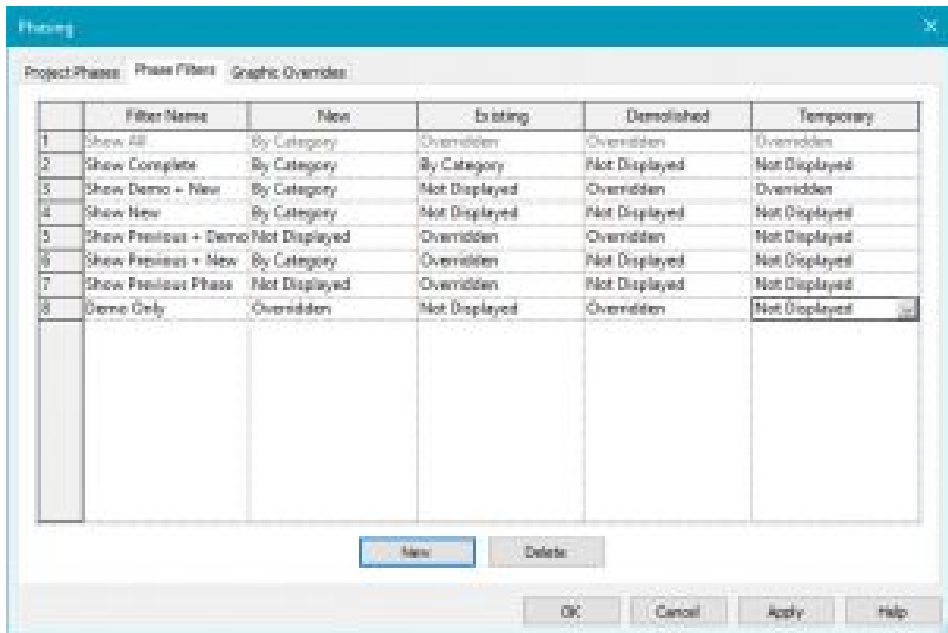 Phasing
Project Phases Phase Filters Graphic Overrides
Filter Name New Existing Demolished Temporary
1 Show All By Category Overridden Overridden Overridden
2 Show Complete By Category By Category Not Displayed Not Displayed
3 Show Demo + New By Category Not Displayed Overridden Overridden
4 Show New By Category Not Displayed Not Displayed Not Displayed
5 Show Previous + Demo Not Displayed Overridden Overridden Not Displayed
6 Show Previous + New By Category Overridden Not Displayed Not Displayed
7 Show Previous Phase Not Displayed Overridden Not Displayed Not Displayed
8 Demo Only Overridden Not Displayed Overridden Not Displayed
New Delete
OK Cancel Apply Help